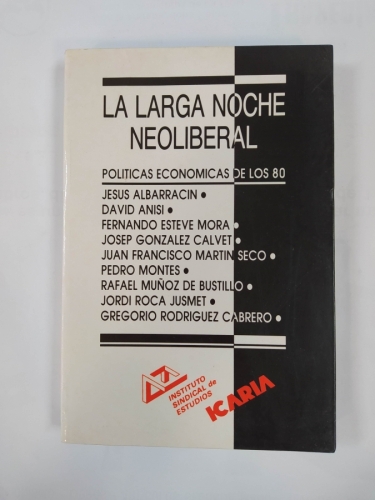 LA LARGA NOCHE
NEOLIBERAL
POLITICAS ECONOMICAS DE LOS 80
JESUS ALBARRACIN •
DAVID ANISI •
FERNANDO ESTEVE MORA •
JOSEP GONZALEZ CALVET •
JUAN FRANCISCO MARTIN SECO •
PEDRO MONTES •
RAFAEL MUÑOZ DE BUSTILLO •
JORDI ROCA JUSMET •
GREGORIO RODRIGUEZ CABRERO •
INSTITUTO
SINDICAL de
ESTUDIOS
ICARIA